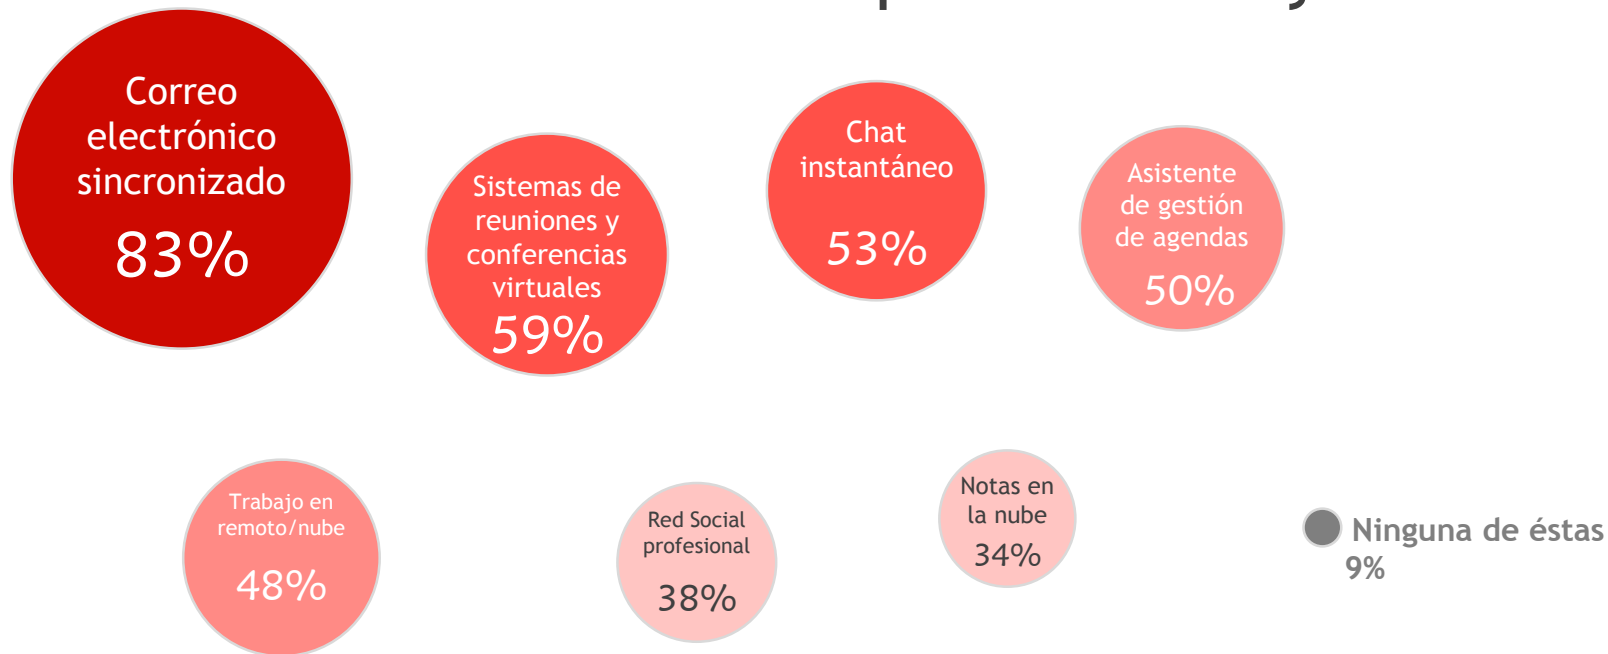 Correo
electrónico
sincronizado
83%
Sistemas de
reuniones y
conferencias
virtuales
59%
Chat
instantáneo
53%
Asistente
de gestión
de agendas
50%
Trabajo en
remoto/nube
48%
Red Social
profesional
38%
Notas en
la nube
34%
Ninguna de éstas
9%